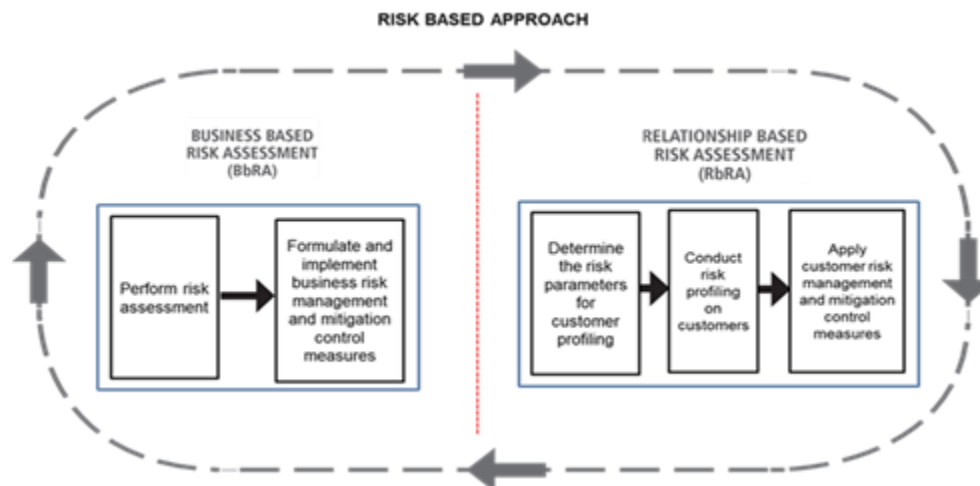 RISK BASED APPROACH
BUSINESS BASED
RISK ASSESSMENT
(BbRA)
Perform risk
assessment
Formulate and
implement
business risk
management
and mitigation
control
measures
RELATIONSHIP BASED
RISK ASSESSMENT
(RbRA)
Determine
the risk
parameters
for
customer
profiling
Conduct
risk
profiling
on
customers
Apply
customer risk
management
and mitigation
control
measures